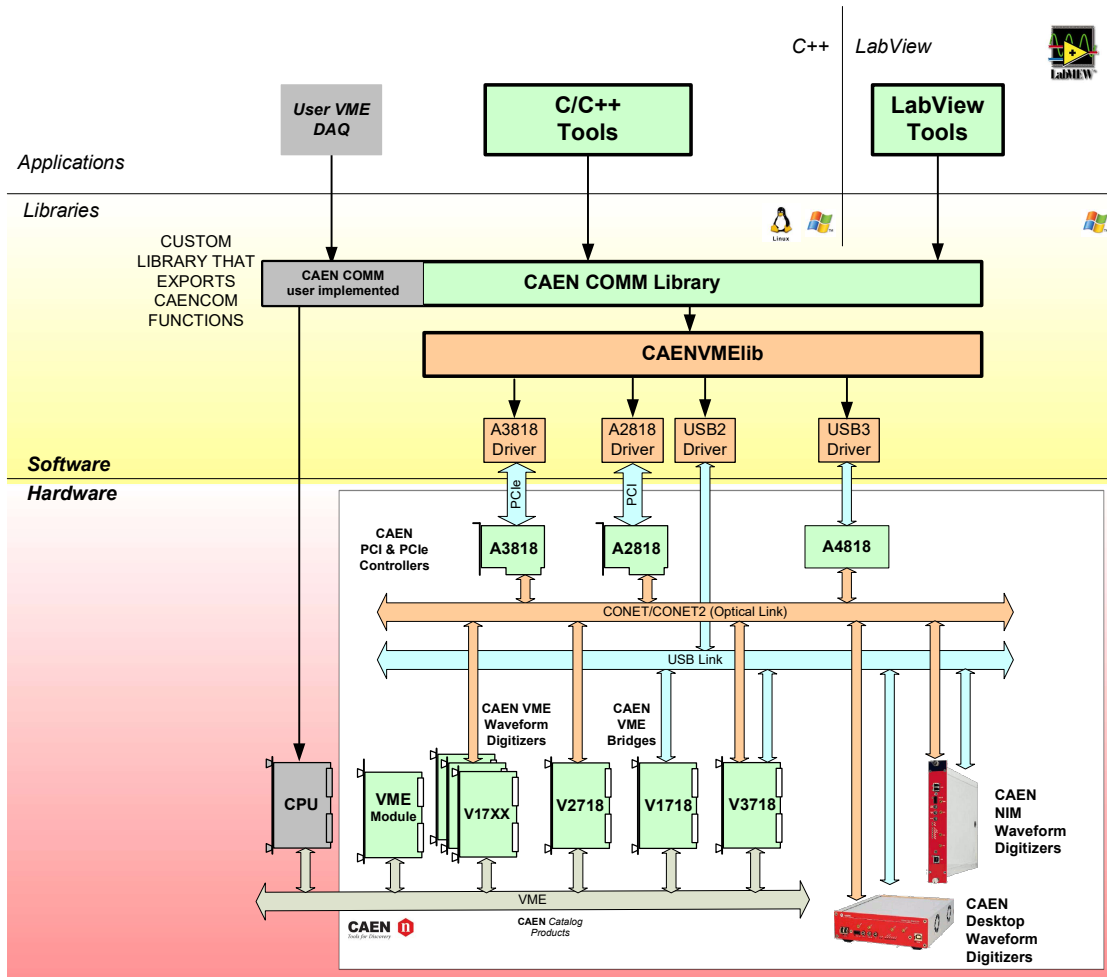 C++
LabView
LabVIEW™
User VME
DAQ
C/C++
Tools
LabView
Tools
Applications
Libraries
Linux
CUSTOM
LIBRARY THAT
EXPORTS
CAENCOM
FUNCTIONS
CAEN COMM
user implemented
CAEN COMM Library
CAENVMElib
A3818
Driver
A2818
Driver
USB2
Driver
USB3
Driver
Software
Hardware
PCIe
PCI
CAEN
PCI & PCIe
Controllers
A3818
A2818
A4818
CONET/CONET2 (Optical Link)
USB Link
CAEN VME
Waveform
Digitizers
CAEN
VME
Bridges
CPU
VME
Module
V17XX
V2718
V1718
V3718
CAEN
NIM
Waveform
Digitizers
VME
CAEN n
Tools for Discovery
CAEN Catalog
Products
CAEN
Desktop
Waveform
Digitizers